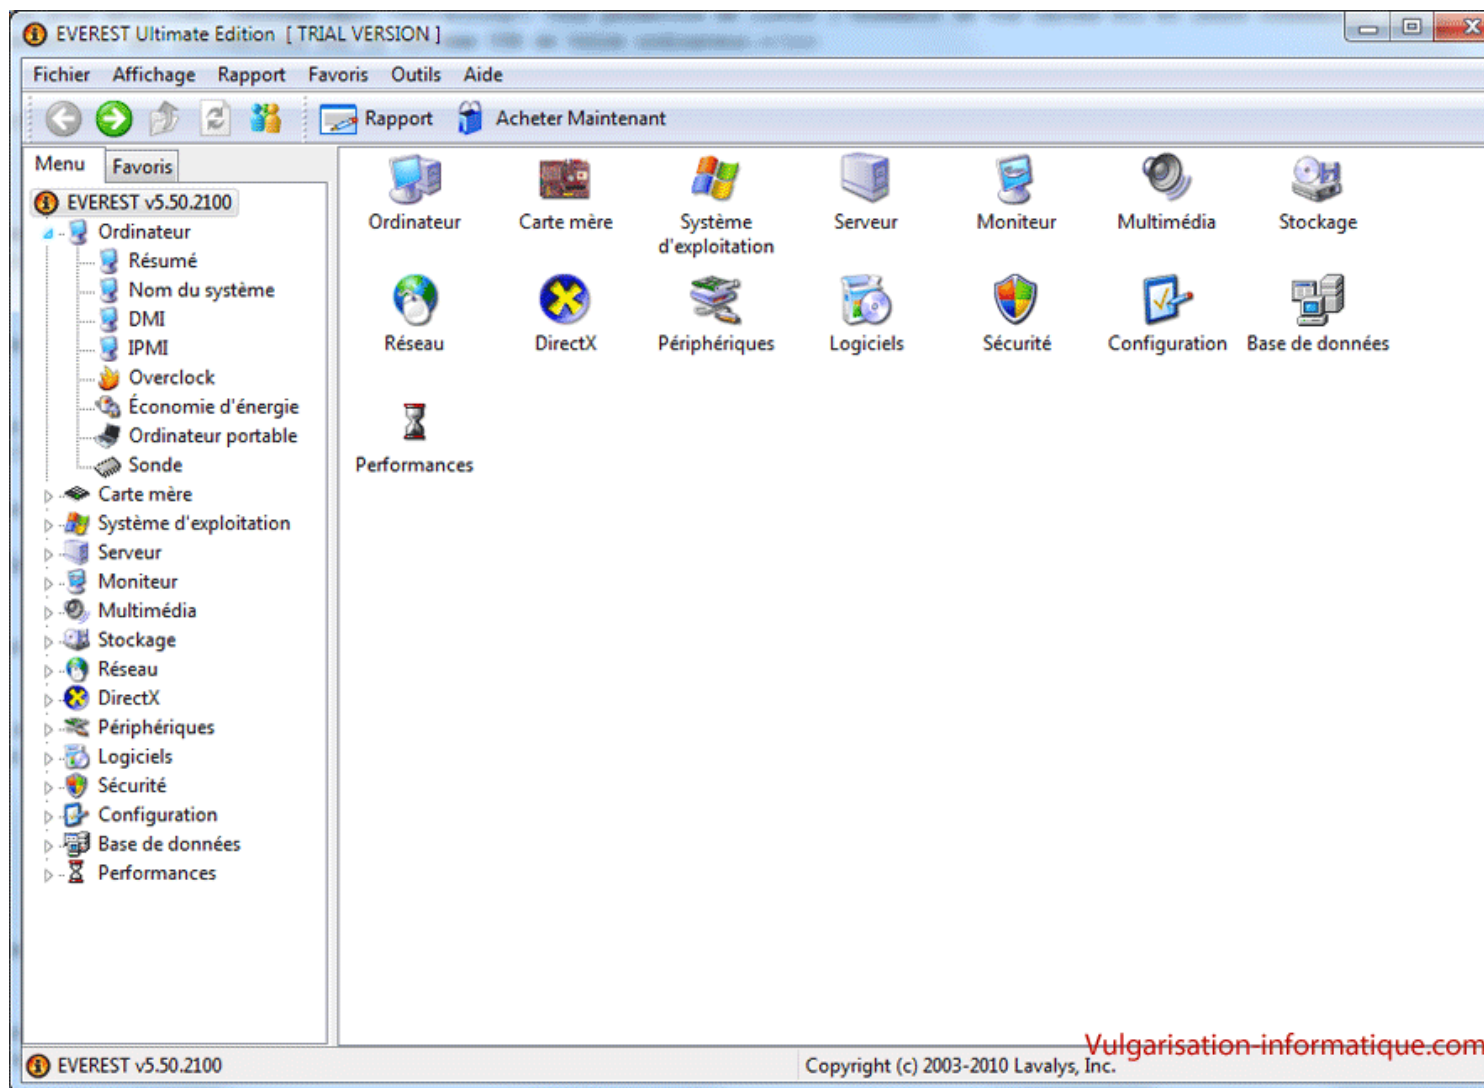 EVEREST Ultimate Edition [ TRIAL VERSION ]
Fichier Affichage Rapport Favoris Outils Aide
Rapport Acheter Maintenant
Menu Favoris
EVEREST v5.50.2100
Ordinateur
Résumé
Nom du système
DMI
IPMI
Overclock
Économie d'énergie
Ordinateur portable
Sonde
Carte mère
Système d'exploitation
Serveur
Moniteur
Multimédia
Stockage
Réseau
DirectX
Périphériques
Logiciels
Sécurité
Configuration
Base de données
Performances
Ordinateur Carte mère Système d'exploitation Serveur Moniteur Multimédia Stockage
Réseau DirectX Périphériques Logiciels Sécurité Configuration Base de données
Performances
Vulgarisation-informatique.com
EVEREST v5.50.2100 Copyright (c) 2003-2010 Lavalys, Inc.